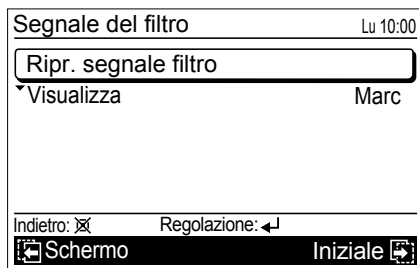 Segnale del filtro Lu 10:00
Ripr. segnale filtro
Visualizza Marc
Indietro: Regolazione:
Schermo Iniziale